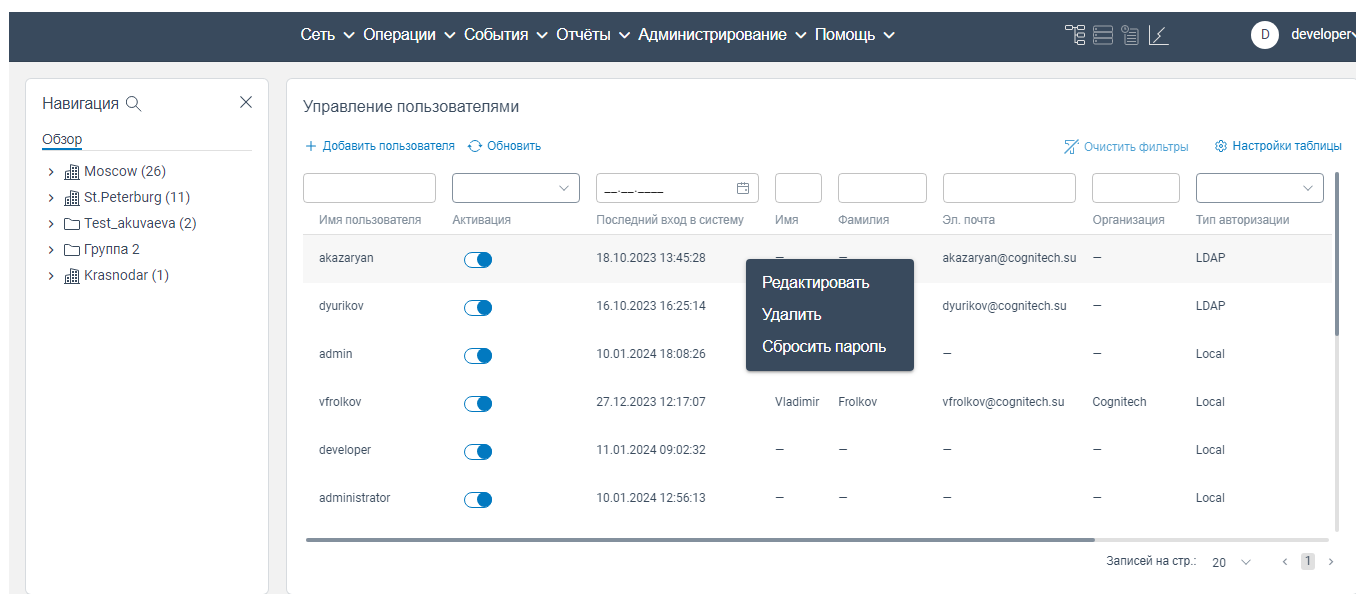 Сеть Операции События Отчёты Администрирование Помощь D developer
Навигация
Обзор
Moscow (26)
St.Peterburg (11)
Test_akuvaeva (2)
Группа 2
Krasnodar (1)
Управление пользователями
Добавить пользователя Обновить Очистить фильтры Настройки таблицы
__.__.____
Имя пользователя Активация Последний вход в систему Имя Фамилия Эл. почта Организация Тип авторизации
akazaryan 18.10.2023 13:45:28 — — akazaryan@cognitech.su — LDAP
dyurikov 16.10.2023 16:25:14 dyurikov@cognitech.su — LDAP
admin 10.01.2024 18:08:26 — — Local
vfrolkov 27.12.2023 12:17:07 Vladimir Frolkov vfrolkov@cognitech.su Cognitech Local
developer 11.01.2024 09:02:32 — — — — Local
administrator 10.01.2024 12:56:13 — — — — Local
Редактировать
Удалить
Сбросить пароль
Записей на стр.: 20 1